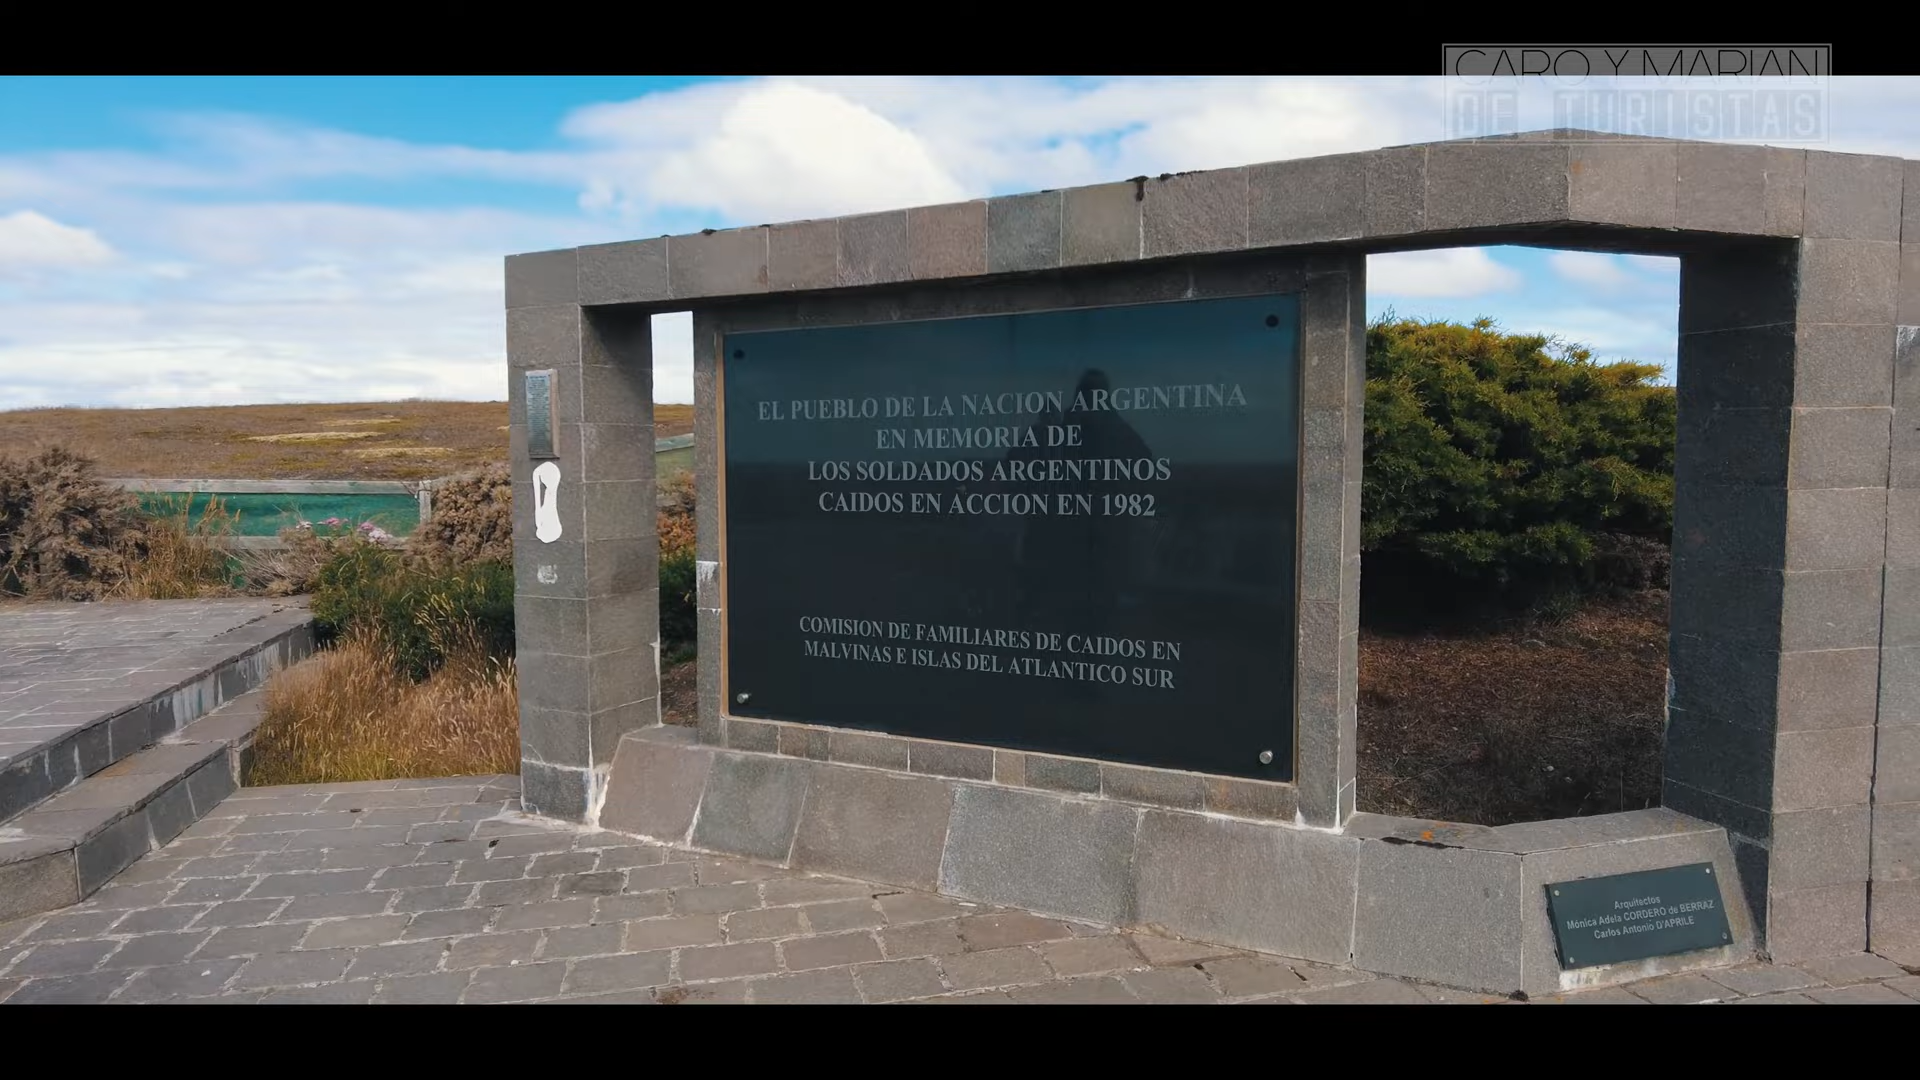 CARO Y MARIAN
DE TURISTAS
EL PUEBLO DE LA NACION ARGENTINA
EN MEMORIA DE
LOS SOLDADOS ARGENTINOS
CAIDOS EN ACCION EN 1982
COMISION DE FAMILIARES DE CAIDOS EN
MALVINAS E ISLAS DEL ATLANTICO SUR
Arquitectos
Mónica Adela CORDERO de BERRAZ
Carlos Antonio D'APRILE